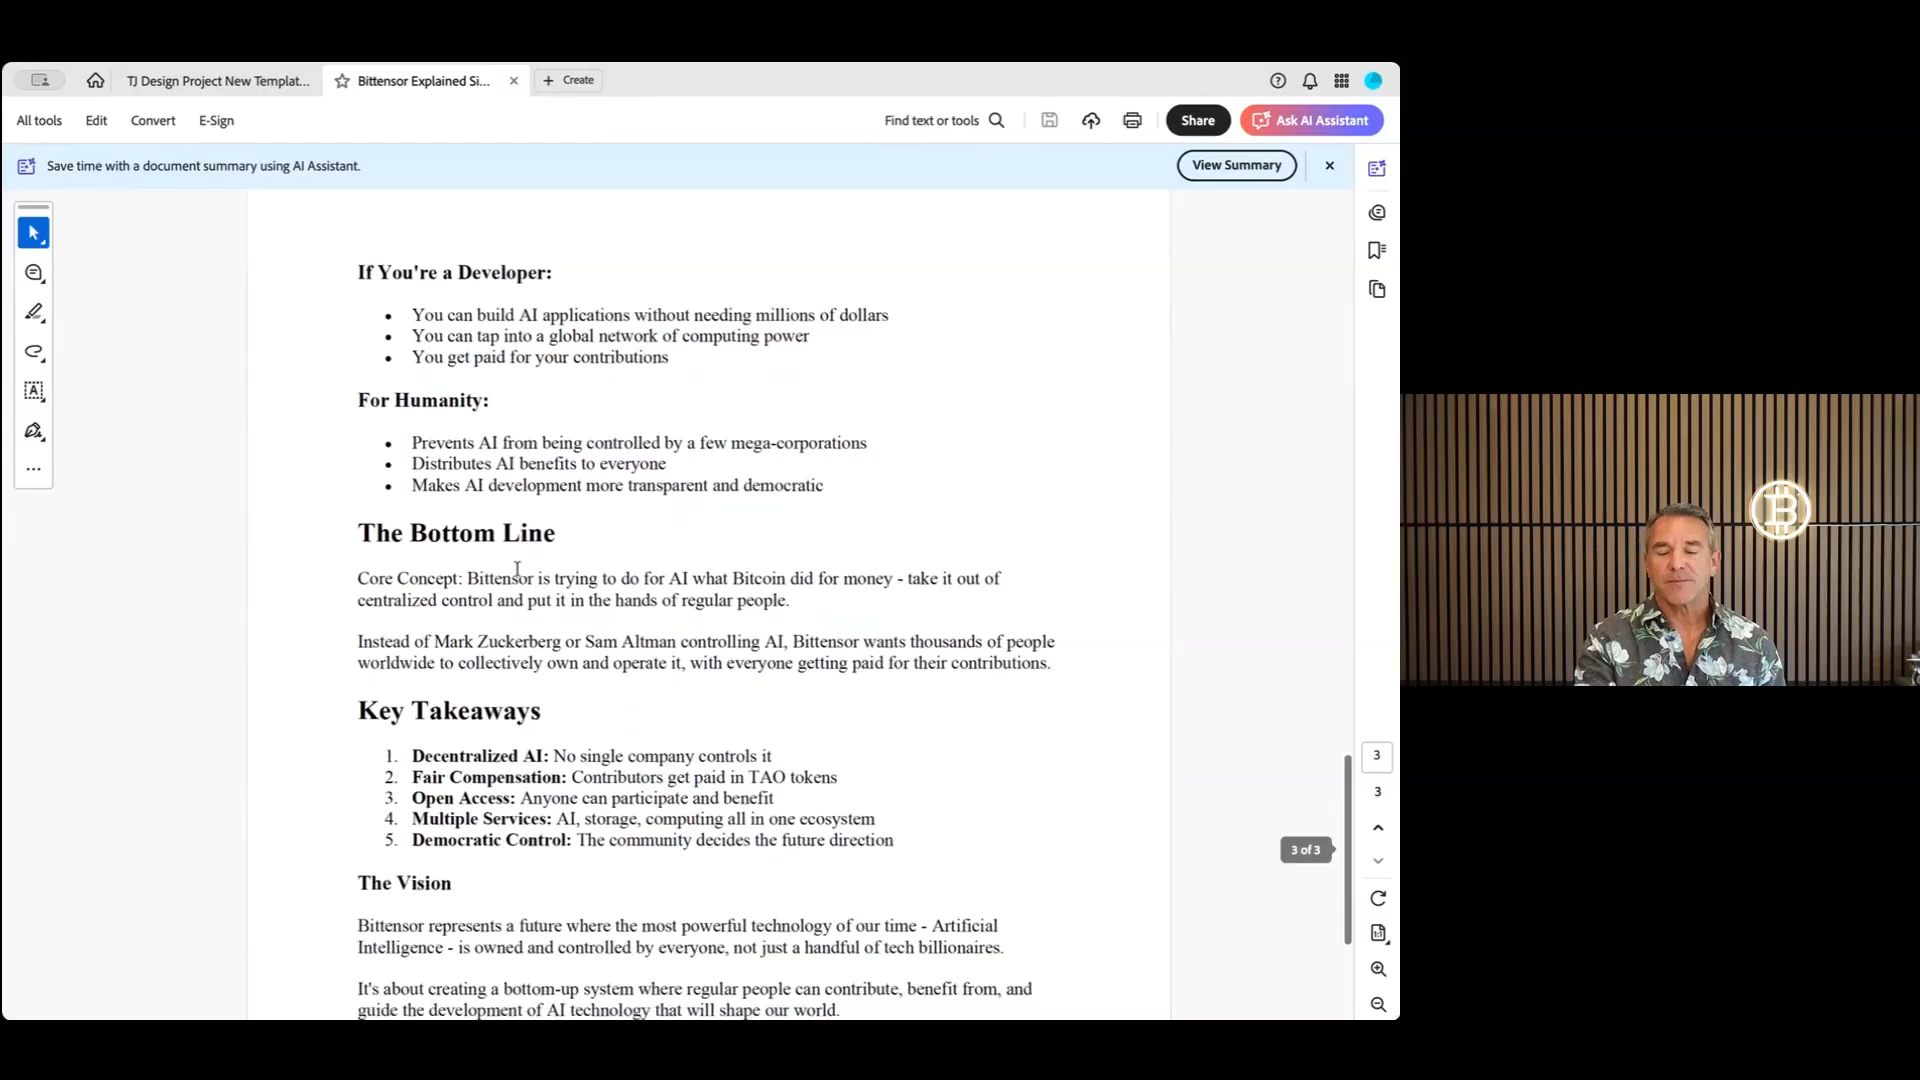 TJ Design Project New Templat...
Bittensor Explained Si...
Create
All tools
Edit
Convert
E-Sign
Find text or tools
Share
Ask AI Assistant
Save time with a document summary using AI Assistant.
View Summary
If You're a Developer:
• You can build AI applications without needing millions of dollars
• You can tap into a global network of computing power
• You get paid for your contributions
For Humanity:
• Prevents AI from being controlled by a few mega-corporations
• Distributes AI benefits to everyone
• Makes AI development more transparent and democratic
The Bottom Line
Core Concept: Bittensor is trying to do for AI what Bitcoin did for money - take it out of
centralized control and put it in the hands of regular people.
Instead of Mark Zuckerberg or Sam Altman controlling AI, Bittensor wants thousands of people
worldwide to collectively own and operate it, with everyone getting paid for their contributions.
Key Takeaways
1. Decentralized AI: No single company controls it
2. Fair Compensation: Contributors get paid in TAO tokens
3. Open Access: Anyone can participate and benefit
4. Multiple Services: AI, storage, computing all in one ecosystem
5. Democratic Control: The community decides the future direction
The Vision
Bittensor represents a future where the most powerful technology of our time - Artificial
Intelligence - is owned and controlled by everyone, not just a handful of tech billionaires.
It's about creating a bottom-up system where regular people can contribute, benefit from, and
guide the development of AI technology that will shape our world.
3
3
3 of 3
1:1